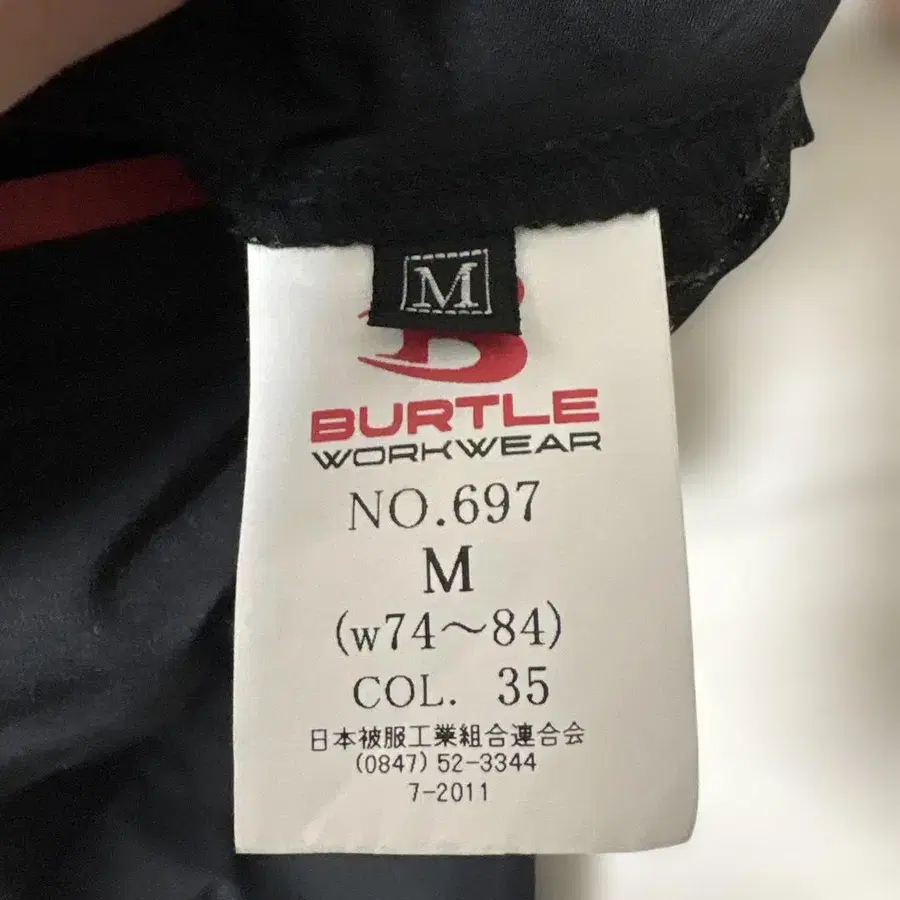 M
BURTLE
WORKWEAR
NO.697
M
(w74～84)
COL. 35
日本被服工業組合連合会
(0847) 52-3344
7-2011